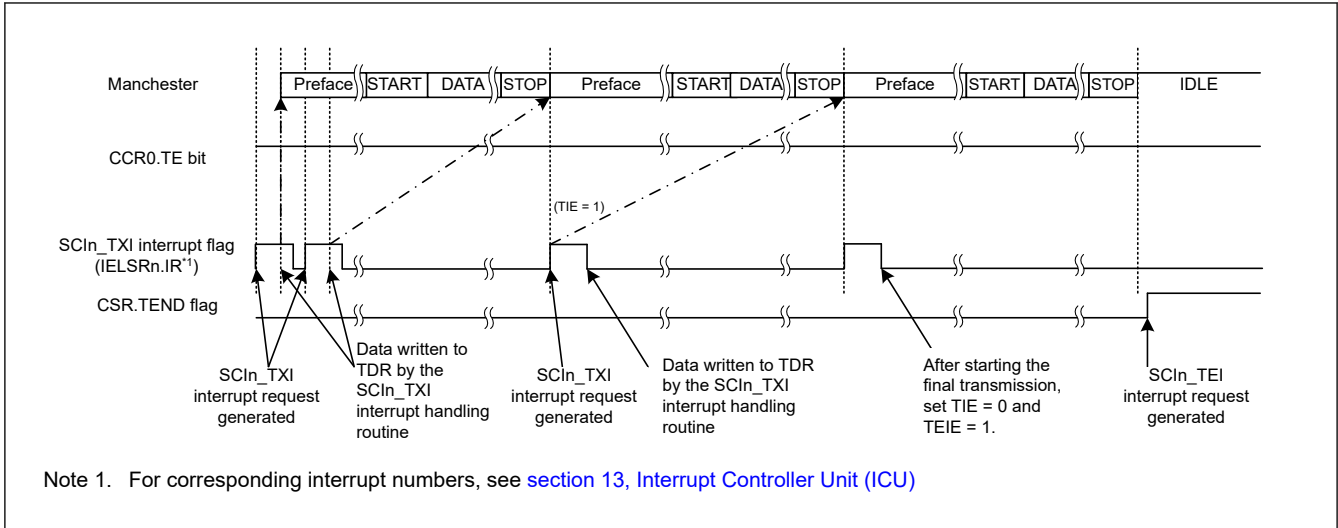 Manchester
Preface START DATA STOP Preface START DATA STOP Preface START DATA STOP IDLE
CCR0.TE bit
(TIE = 1)
SCIn_TXI interrupt flag
(IELSRn.IR*1)
CSR.TEND flag
SCIn_TXI
interrupt request
generated
Data written to
TDR by the
SCIn_TXI
interrupt handling
routine
SCIn_TXI
interrupt request
generated
Data written to TDR
by the SCIn_TXI
interrupt handling
routine
After starting the
final transmission,
set TIE = 0 and
TEIE = 1.
SCIn_TEI
interrupt request
generated
Note 1. For corresponding interrupt numbers, see section 13, Interrupt Controller Unit (ICU)